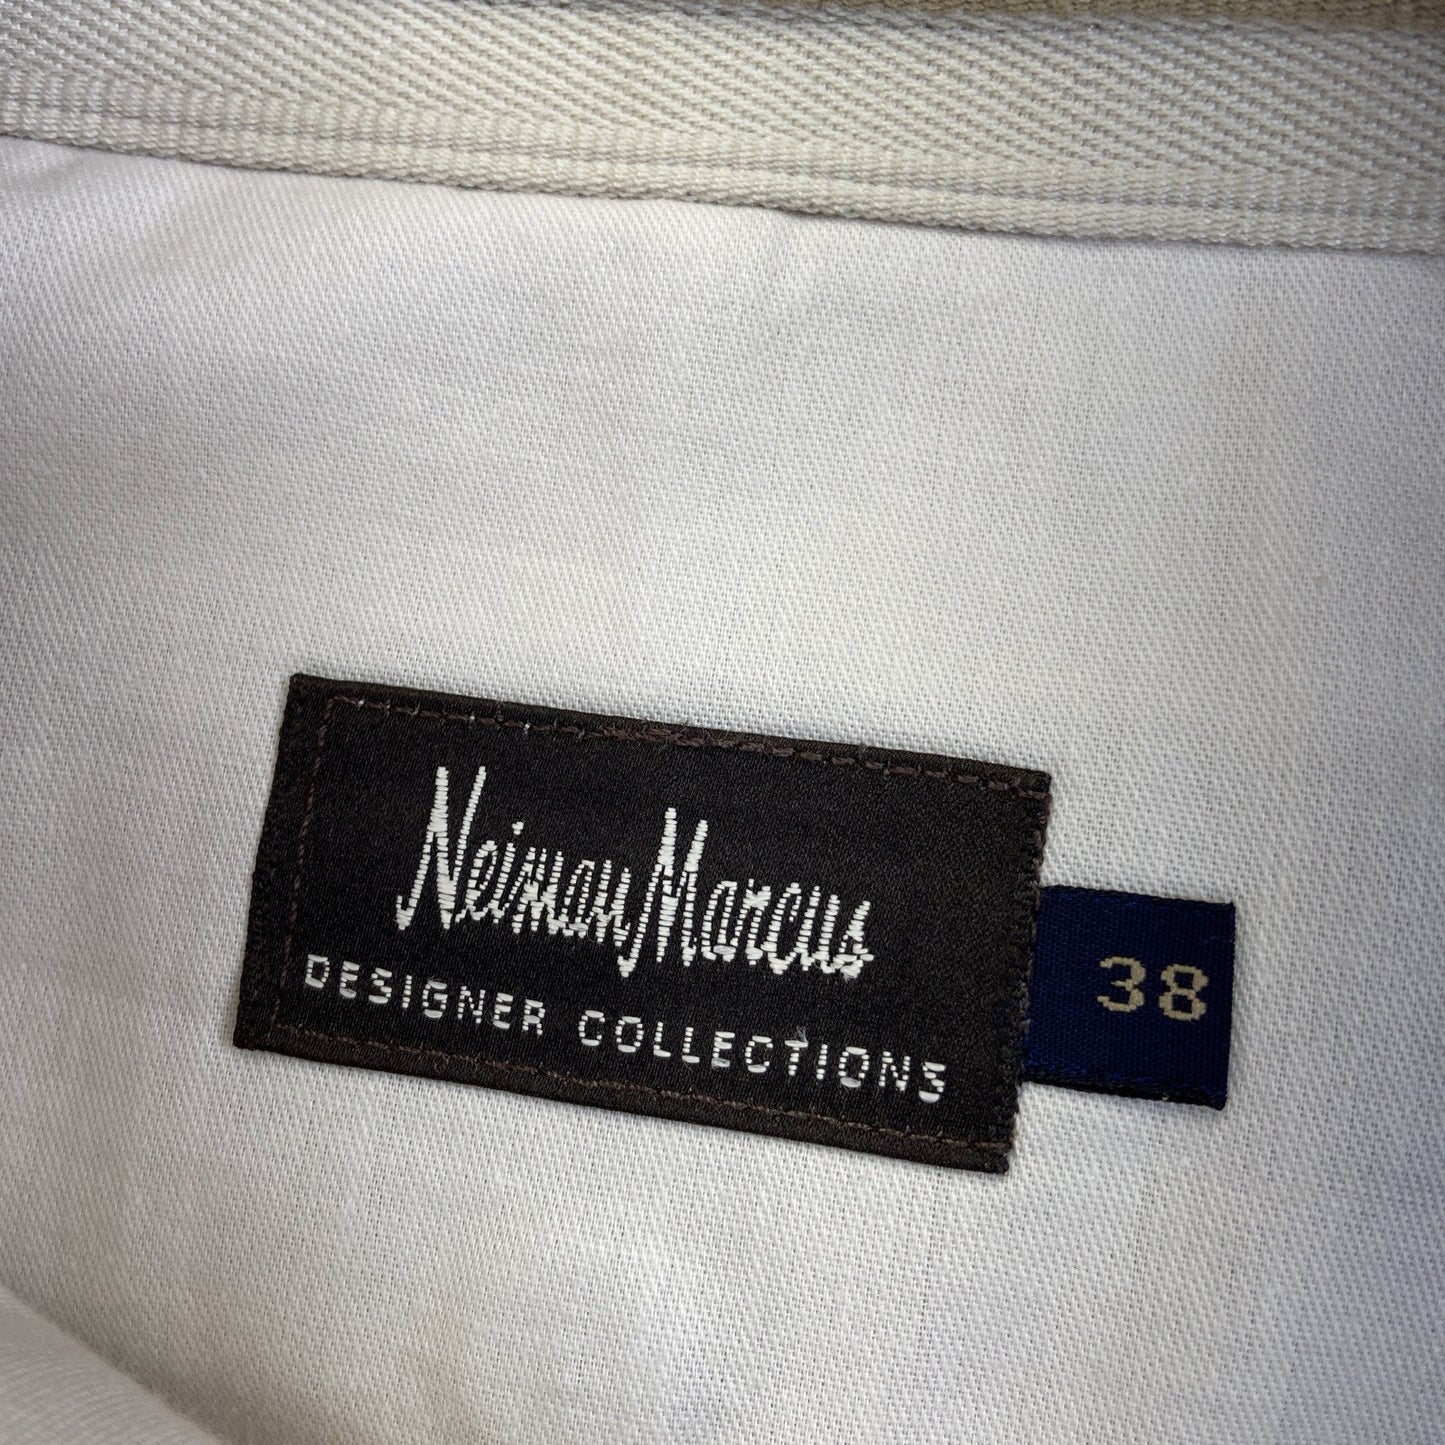 Neiman Marcus
DESIGNER COLLECTIONS
38